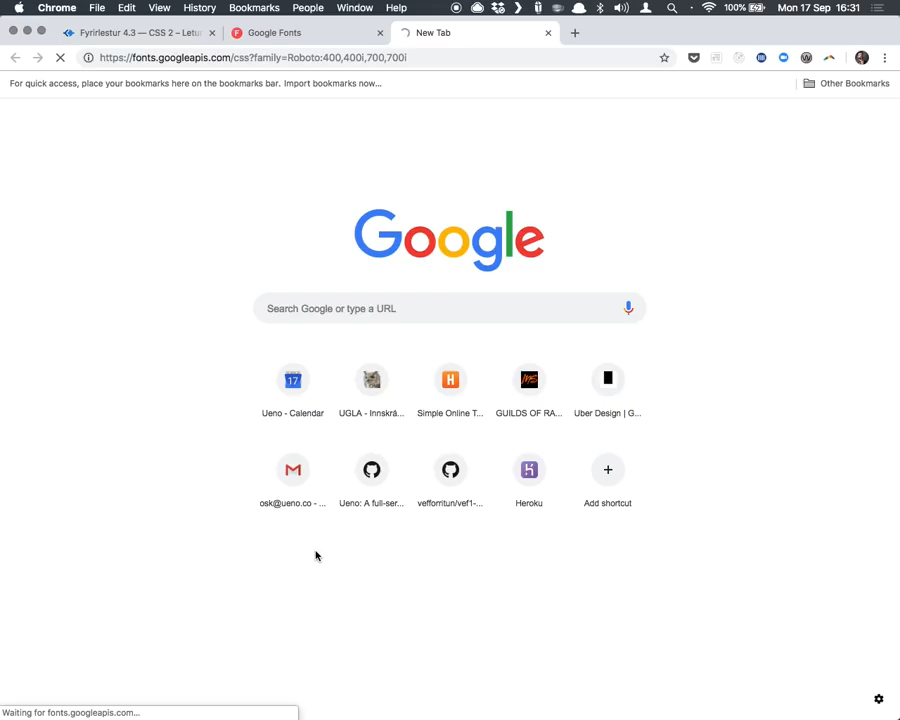 Chrome File Edit View History Bookmarks People Window Help 100% Mon 17 Sep 16:31
Fyrirlestur 4.3 — CSS 2 – Letu Google Fonts New Tab
https://fonts.googleapis.com/css?family=Roboto:400,400i,700,700i
For quick access, place your bookmarks here on the bookmarks bar. Import bookmarks now... Other Bookmarks
Google
Search Google or type a URL
17
Ueno - Calendar UGLA - Innskrá... Simple Online T... GUILDS OF RA... Uber Design | G...
osk@ueno.co - ... Ueno: A full-ser... vefforritun/vef1-... Heroku Add shortcut
Waiting for fonts.googleapis.com...